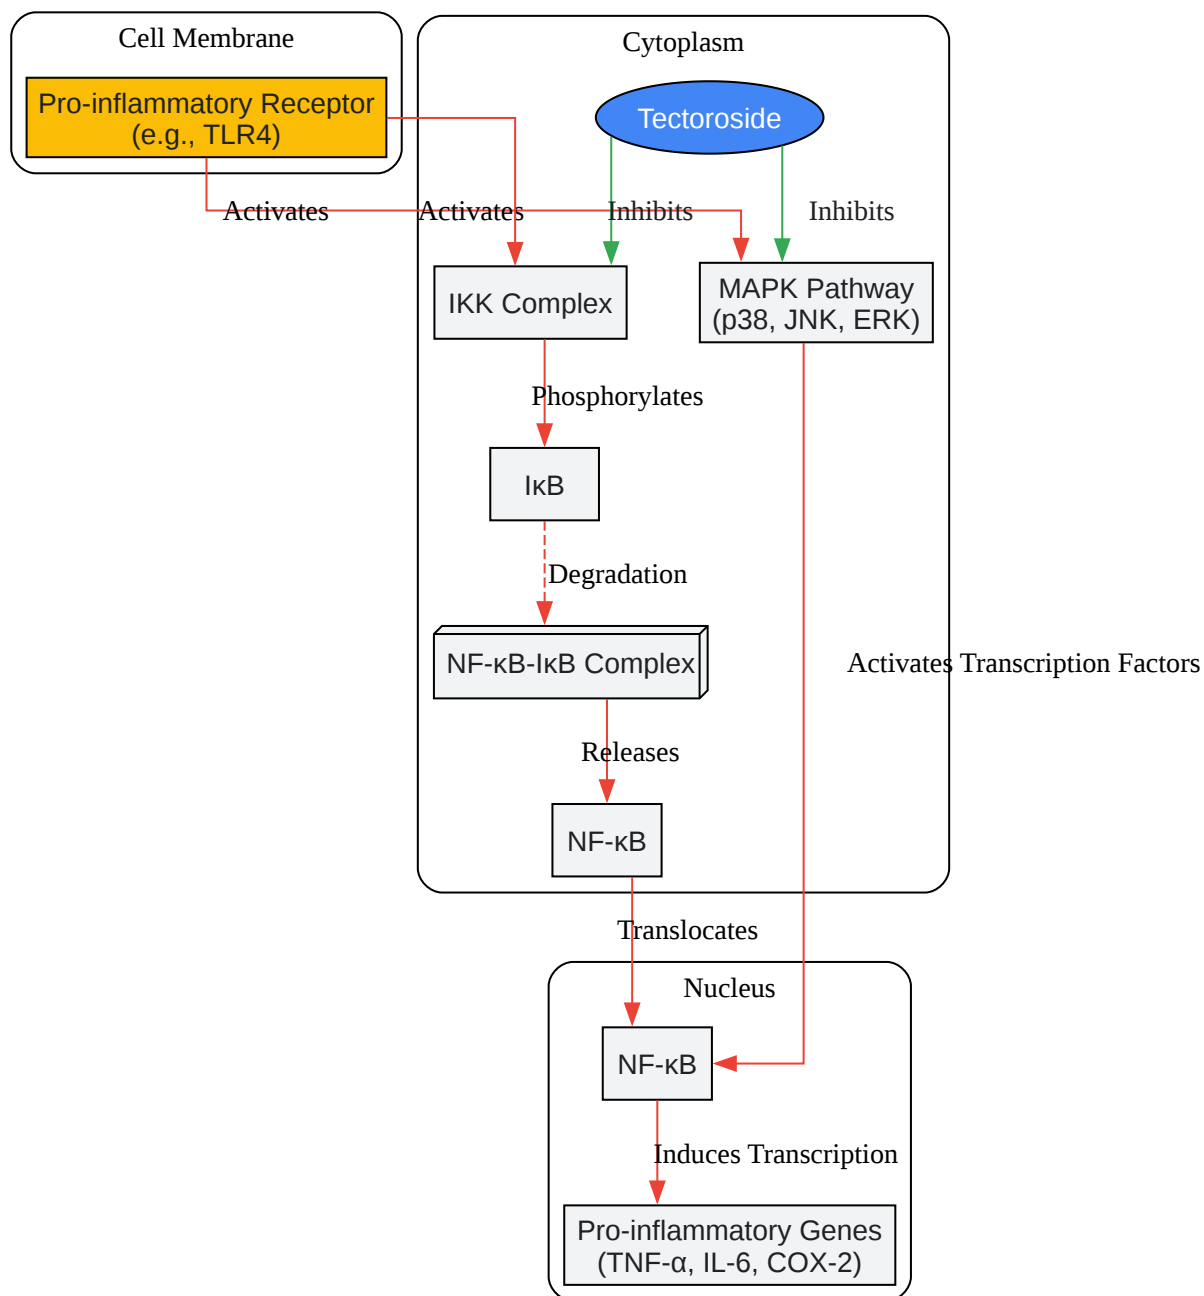 Cell Membrane
Cytoplasm
Pro-inflammatory Receptor
(e.g., TLR4)
Tectoroside
Activates
Activates
Inhibits
Inhibits
IKK Complex
MAPK Pathway
(p38, JNK, ERK)
Phosphorylates
IκB
Degradation
NF-κB-IκB Complex
Activates Transcription Factors
Releases
NF-κB
Translocates
Nucleus
NF-κB
Induces Transcription
Pro-inflammatory Genes
(TNF-α, IL-6, COX-2)